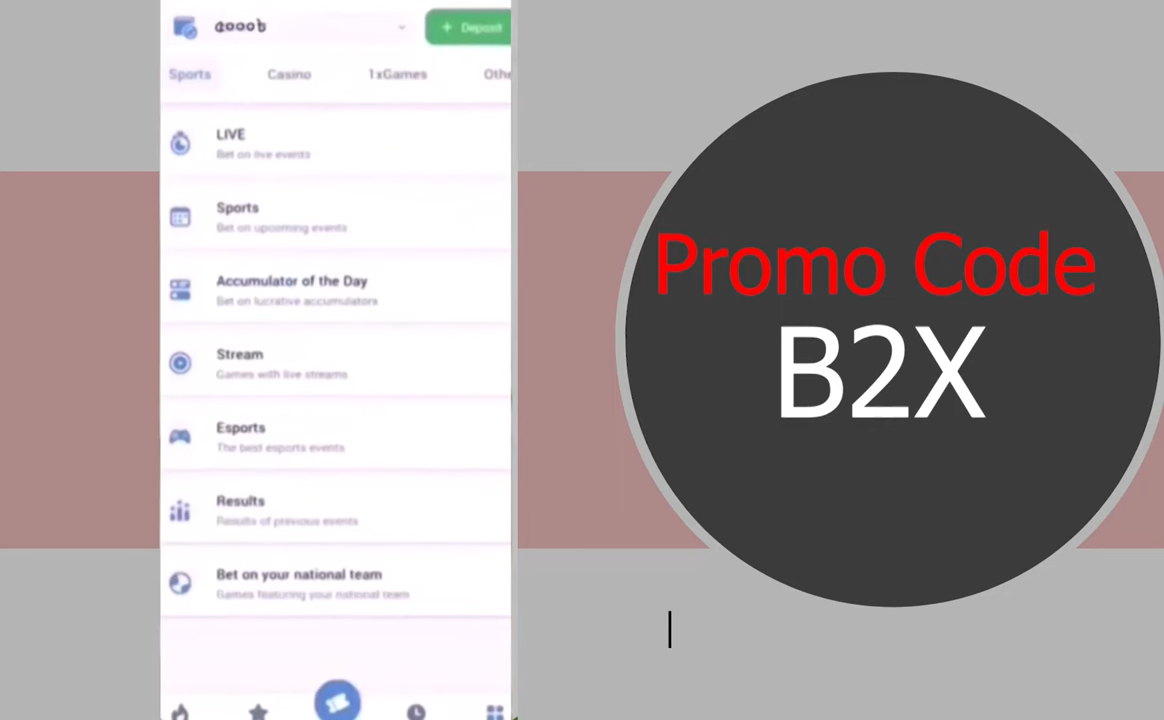 Deposit
Sports
Casino
1xGames
Othe
LIVE
Bet on live events
Sports
Bet on upcoming events
Accumulator of the Day
Bet on lucrative accumulators
Stream
Games with live streams
Esports
The best esports events
Results
Results of previous events
Bet on your national team
Games featuring your national team
Promo Code
B2X